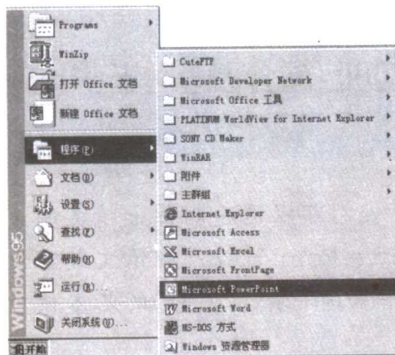 Programs
WinZip
打开 Office 文档
新建 Office 文档
程序(P)
文档(D)
设置(S)
查找(F)
帮助(H)
运行(R)...
关闭系统(U)...
Windows95
开始
CuteFTP
Microsoft Developer Network
Microsoft Office 工具
PLATINUM WorldView for Internet Explorer
SONY CD Maker
WinRAR
附件
主群组
Internet Explorer
Microsoft Access
Microsoft Excel
Microsoft FrontPage
Microsoft PowerPoint
Microsoft Word
MS-DOS 方式
Windows 资源管理器